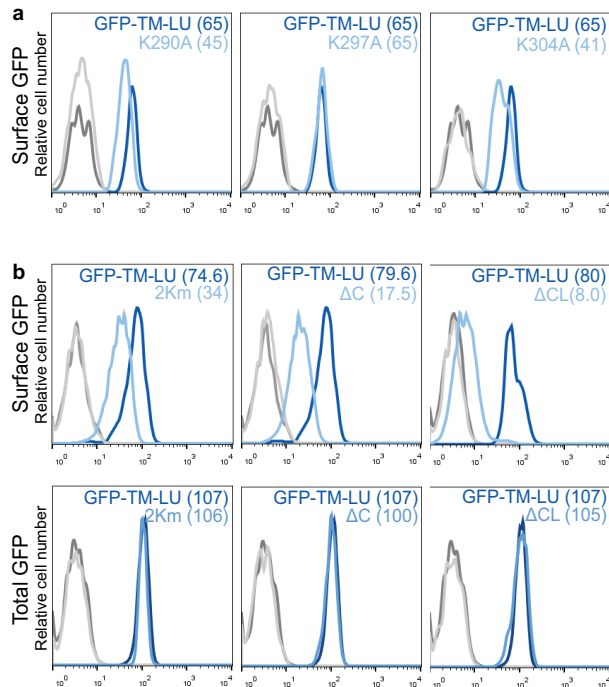 a
Surface GFP
Relative cell number
GFP-TM-LU (65)
K290A (45)
GFP-TM-LU (65)
K297A (65)
GFP-TM-LU (65)
K304A (41)
10⁰ 10¹ 10² 10³ 10⁴
10⁰ 10¹ 10² 10³ 10⁴
10⁰ 10¹ 10² 10³ 10⁴
b
Surface GFP
Relative cell number
GFP-TM-LU (74.6)
2Km (34)
GFP-TM-LU (79.6)
ΔC (17.5)
GFP-TM-LU (80)
ΔCL(8.0)
10⁰ 10¹ 10² 10³ 10⁴
10⁰ 10¹ 10² 10³ 10⁴
10⁰ 10¹ 10² 10³ 10⁴
Total GFP
Relative cell number
GFP-TM-LU (107)
2Km (106)
GFP-TM-LU (107)
ΔC (100)
GFP-TM-LU (107)
ΔCL (105)
10⁰ 10¹ 10² 10³ 10⁴
10⁰ 10¹ 10² 10³ 10⁴
10⁰ 10¹ 10² 10³ 10⁴